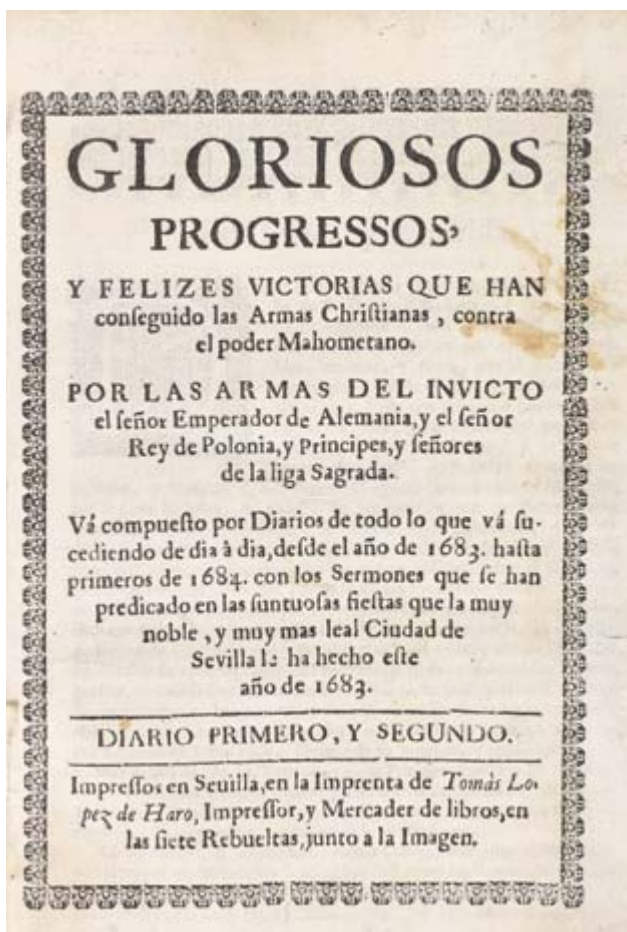 GLORIOSOS
PROGRESSOS,
Y FELIZES VICTORIAS QUE HAN
conſeguido las Armas Chriſtianas , contra
el poder Mahometano.
POR LAS ARMAS DEL INVICTO
el ſeñor Emperador de Alemania,y el ſeñor
Rey de Polonia,y Principes,y ſeñores
de la liga Sagrada.
Vá compueſto por Diarios de todo lo que vá ſu-
cediendo de dia à dia,deſde el año de 1683. haſta
primeros de 1684. con los Sermones que ſe han
predicado en las ſuntuoſas fieſtas que la muy
noble , y muy mas leal Ciudad de
Sevilla le ha hecho eſte
año de 1683.
DIARIO PRIMERO, Y SEGUNDO.
Impreſſos en Seuilla,en la Imprenta de Tomàs Lo-
pez de Haro, Impreſſor,y Mercader de libros,en
las ſiete Rebueltas,junto a la Imagen.